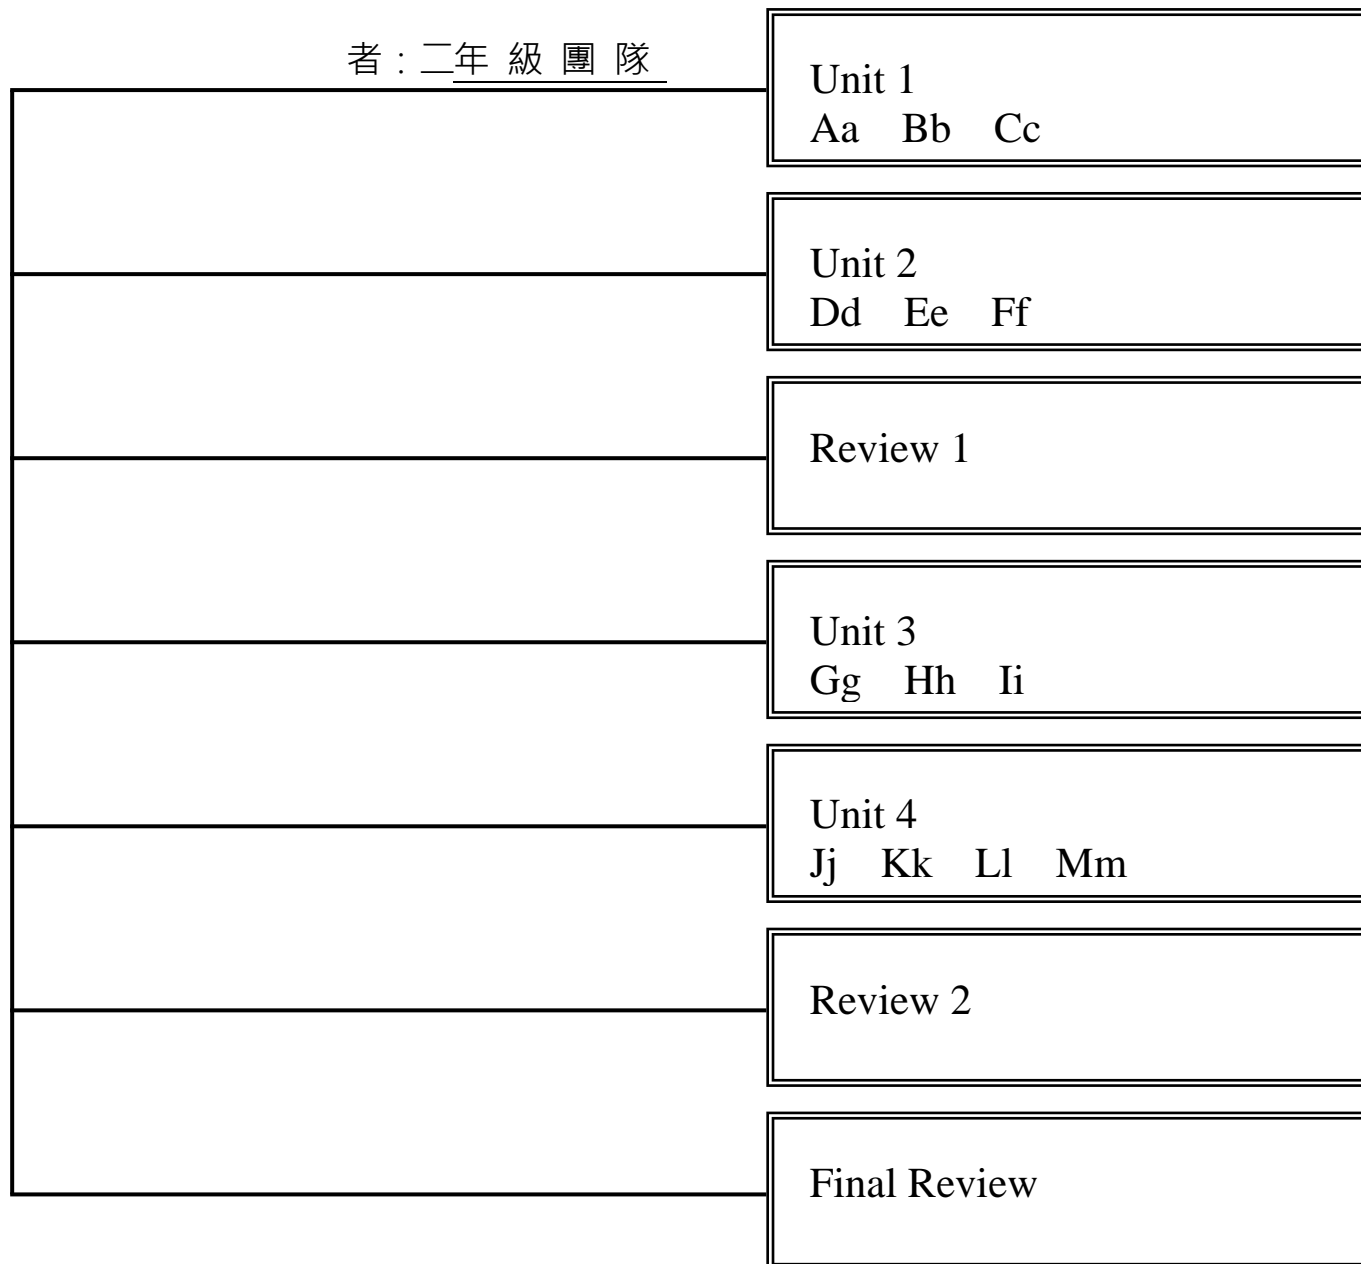 者：二年級團隊
Unit 1
Aa Bb Cc
Unit 2
Dd Ee Ff
Review 1
Unit 3
Gg Hh Ii
Unit 4
Jj Kk Ll Mm
Review 2
Final Review